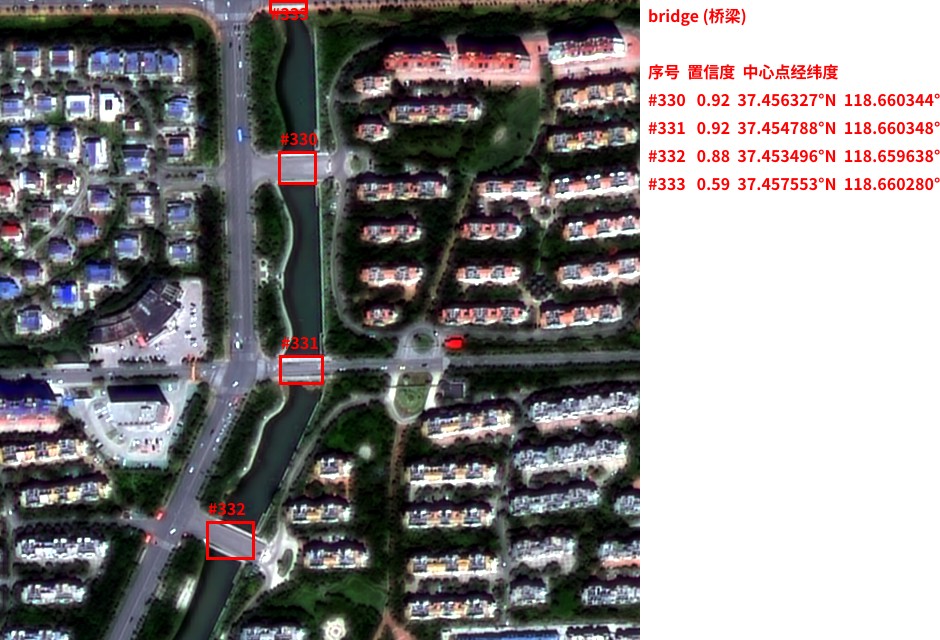 bridge (桥梁)
序号 置信度 中心点经纬度
#330 0.92 37.456327°N 118.660344°
#331 0.92 37.454788°N 118.660348°
#332 0.88 37.453496°N 118.659638°
#333 0.59 37.457553°N 118.660280°
#333
#330
#331
#332